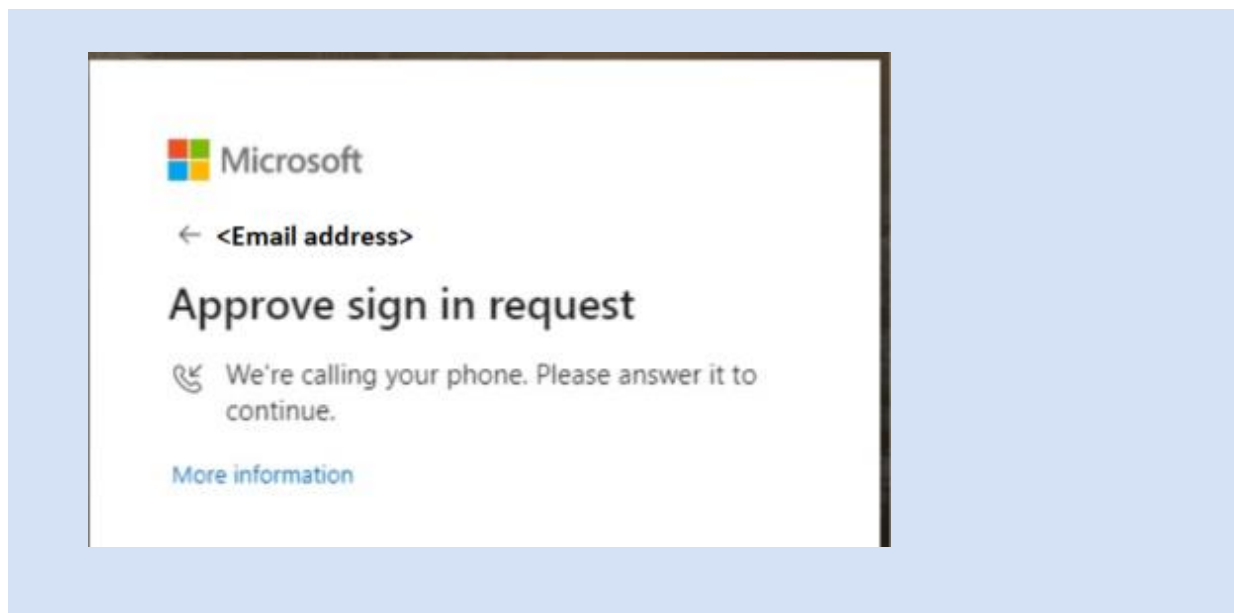 Microsoft
← <Email address>
Approve sign in request
We're calling your phone. Please answer it to
continue.
More information